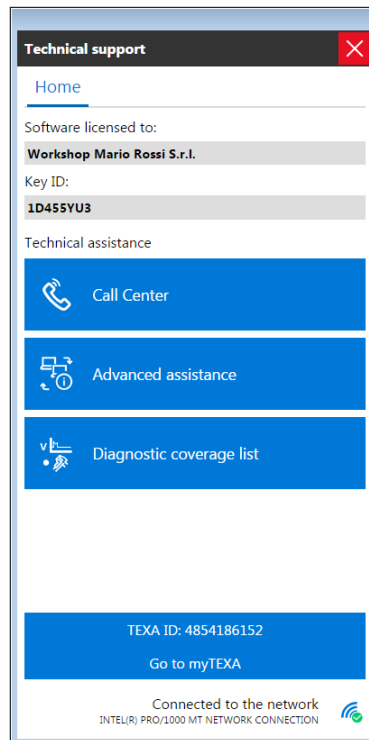 Technical support
Home
Software licensed to:
Workshop Mario Rossi S.r.l.
Key ID:
1D455YU3
Technical assistance
Call Center
Advanced assistance
Diagnostic coverage list
TEXA ID: 4854186152
Go to myTEXA
Connected to the network
INTEL(R) PRO/1000 MT NETWORK CONNECTION